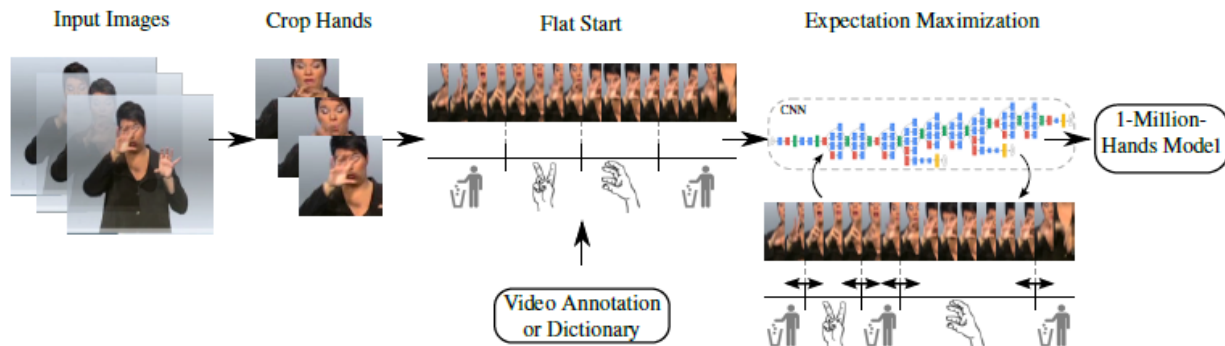 Input Images
Crop Hands
Flat Start
Expectation Maximization
CNN
1-Million-
Hands Model
Video Annotation
or Dictionary